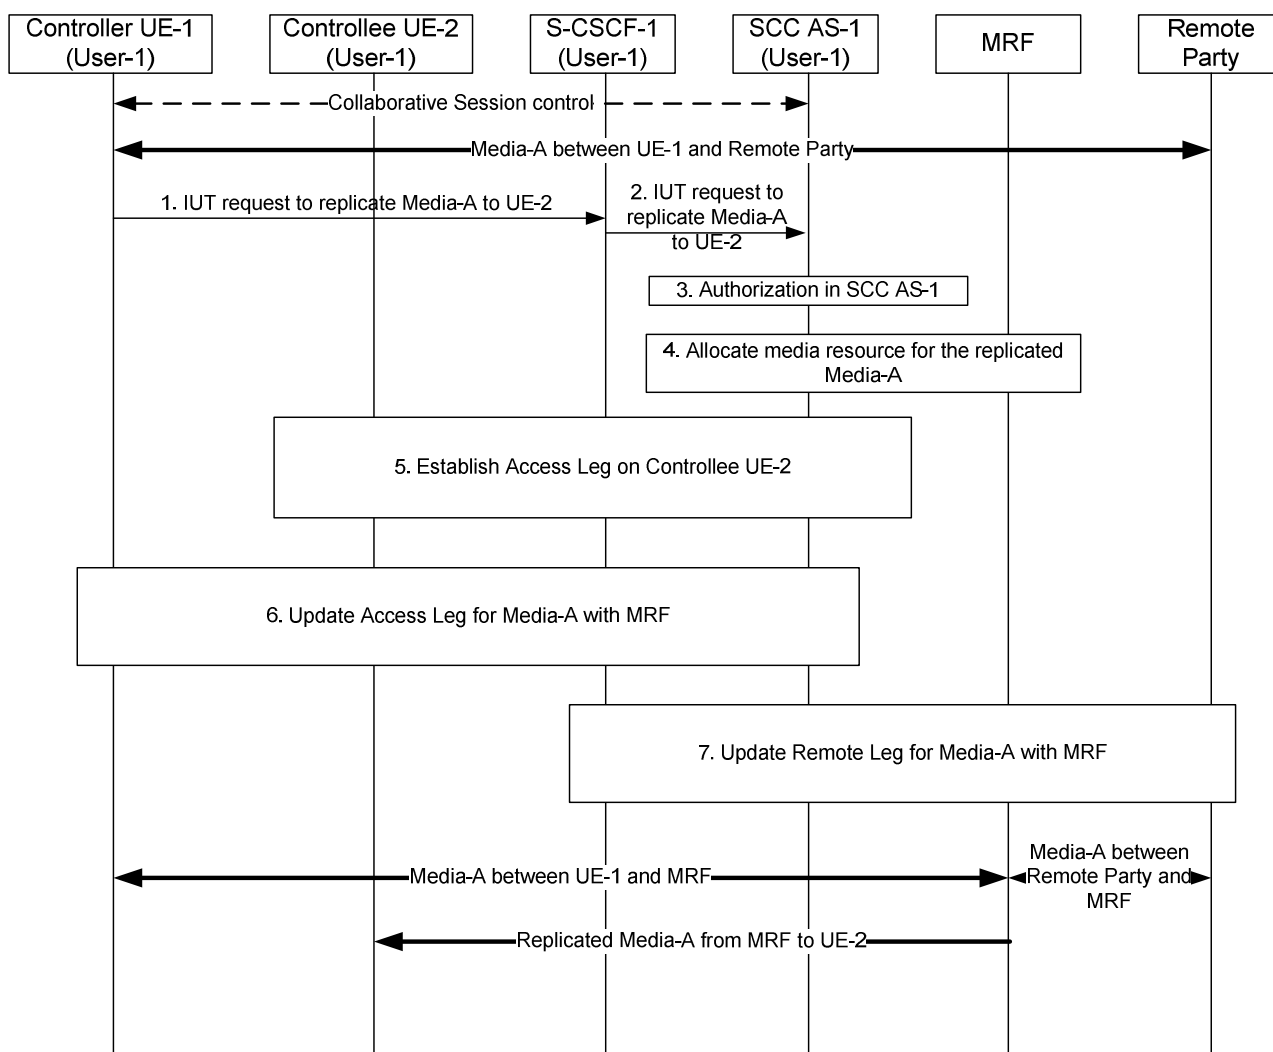 Controller UE-1
(User-1)
Controllee UE-2
(User-1)
S-CSCF-1
(User-1)
SCC AS-1
(User-1)
MRF
Remote
Party
Collaborative Session control
Media-A between UE-1 and Remote Party
1. IUT request to replicate Media-A to UE-2
2. IUT request to
replicate Media-A
to UE-2
3. Authorization in SCC AS-1
4. Allocate media resource for the replicated
Media-A
5. Establish Access Leg on Controllee UE-2
6. Update Access Leg for Media-A with MRF
7. Update Remote Leg for Media-A with MRF
Media-A between UE-1 and MRF
Media-A between
Remote Party and
MRF
Replicated Media-A from MRF to UE-2